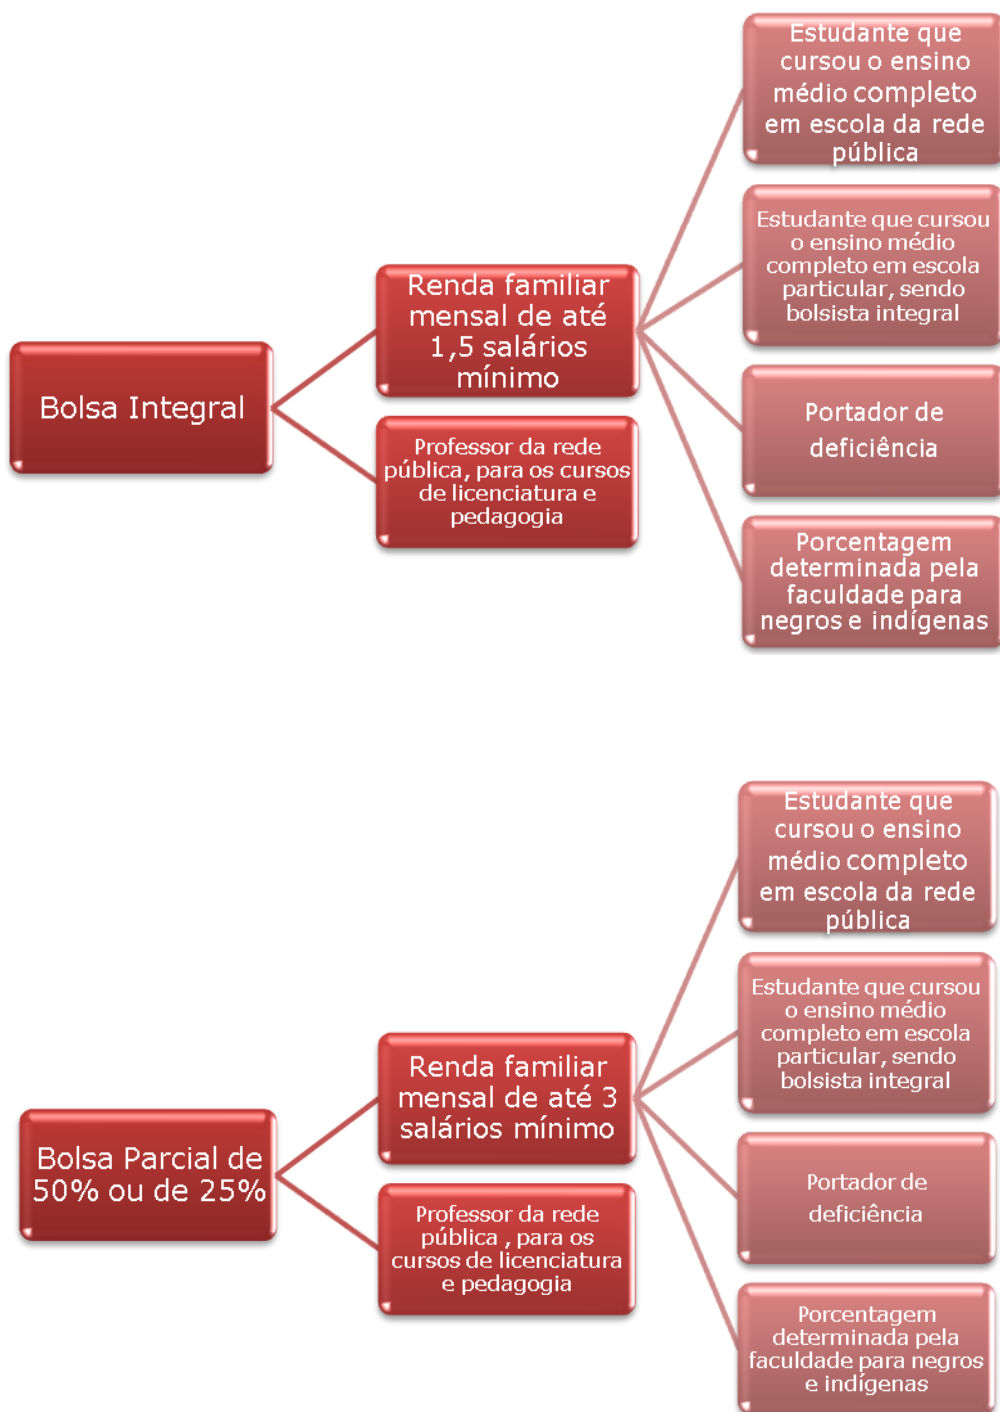 Bolsa Integral
Renda familiar
mensal de até
1,5 salários
mínimo
Professor da rede
pública, para os cursos
de licenciatura e
pedagogia
Estudante que
cursou o ensino
médio completo
em escola da rede
pública
Estudante que cursou
o ensino médio
completo em escola
particular, sendo
bolsista integral
Portador de
deficiência
Porcentagem
determinada pela
faculdade para
negros e indígenas
Bolsa Parcial de
50% ou de 25%
Renda familiar
mensal de até 3
salários mínimo
Professor da rede
pública , para os
cursos de licenciatura
e pedagogia
Estudante que
cursou o ensino
médio completo
em escola da rede
pública
Estudante que cursou
o ensino médio
completo em escola
particular, sendo
bolsista integral
Portador de
deficiência
Porcentagem
determinada pela
faculdade para negros
e indígenas